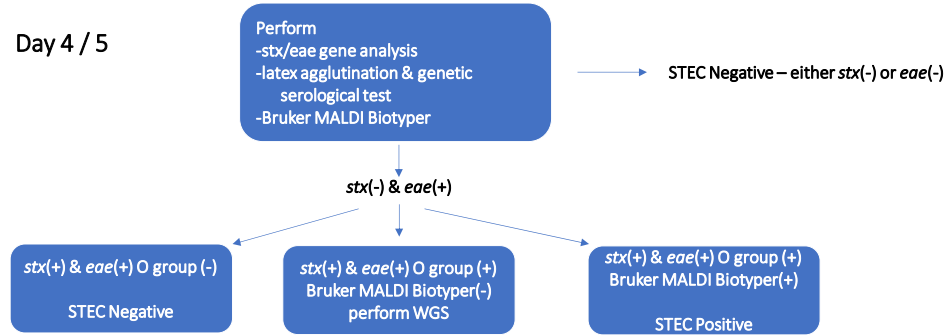 Day 4 / 5
Perform
-stx/eae gene analysis
-latex agglutination & genetic
serological test
-Bruker MALDI Biotyper
STEC Negative – either stx(-) or eae(-)
stx(-) & eae(+)
stx(+) & eae(+) O group (-)
STEC Negative
stx(+) & eae(+) O group (+)
Bruker MALDI Biotyper(-)
perform WGS
stx(+) & eae(+) O group (+)
Bruker MALDI Biotyper(+)
STEC Positive